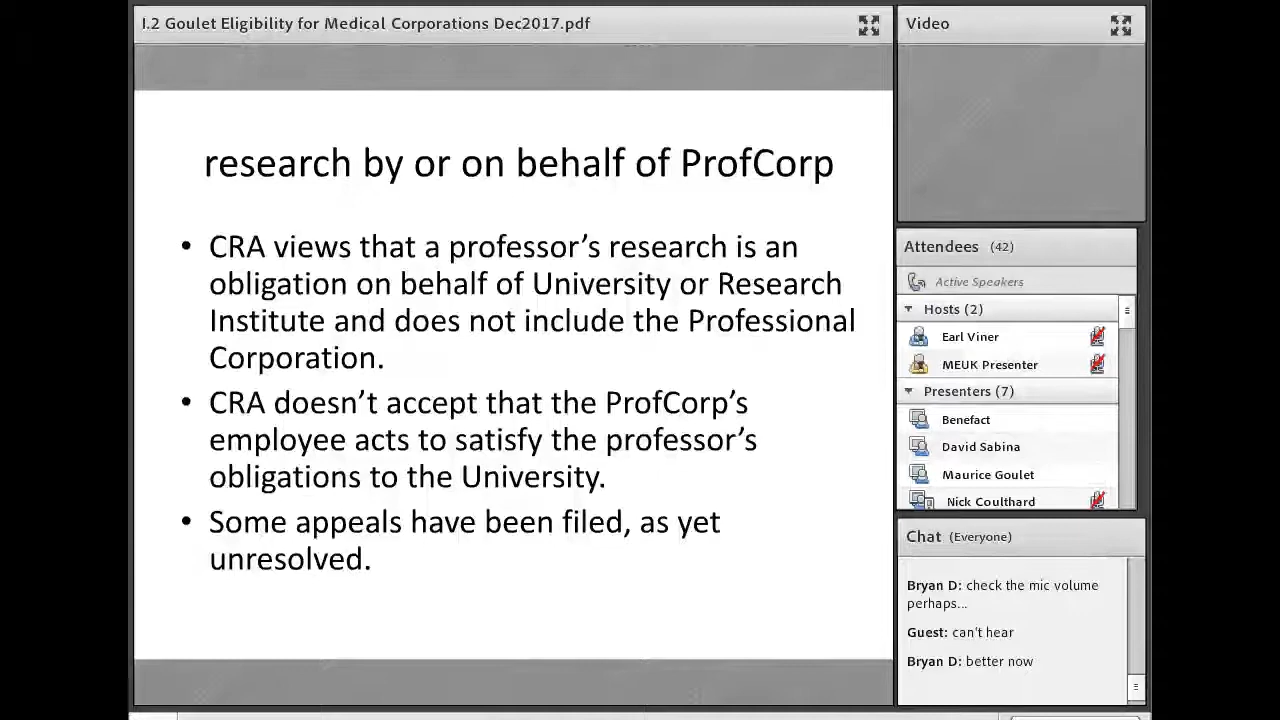 I.2 Goulet Eligibility for Medical Corporations Dec2017.pdf
research by or on behalf of ProfCorp
• CRA views that a professor’s research is an
obligation on behalf of University or Research
Institute and does not include the Professional
Corporation.
• CRA doesn’t accept that the ProfCorp’s
employee acts to satisfy the professor’s
obligations to the University.
• Some appeals have been filed, as yet
unresolved.
Video
Attendees (42)
Active Speakers
Hosts (2)
Earl Viner
MEUK Presenter
Presenters (7)
Benefact
David Sabina
Maurice Goulet
Nick Coulthard
Chat (Everyone)
Bryan D: check the mic volume
perhaps...
Guest: can't hear
Bryan D: better now